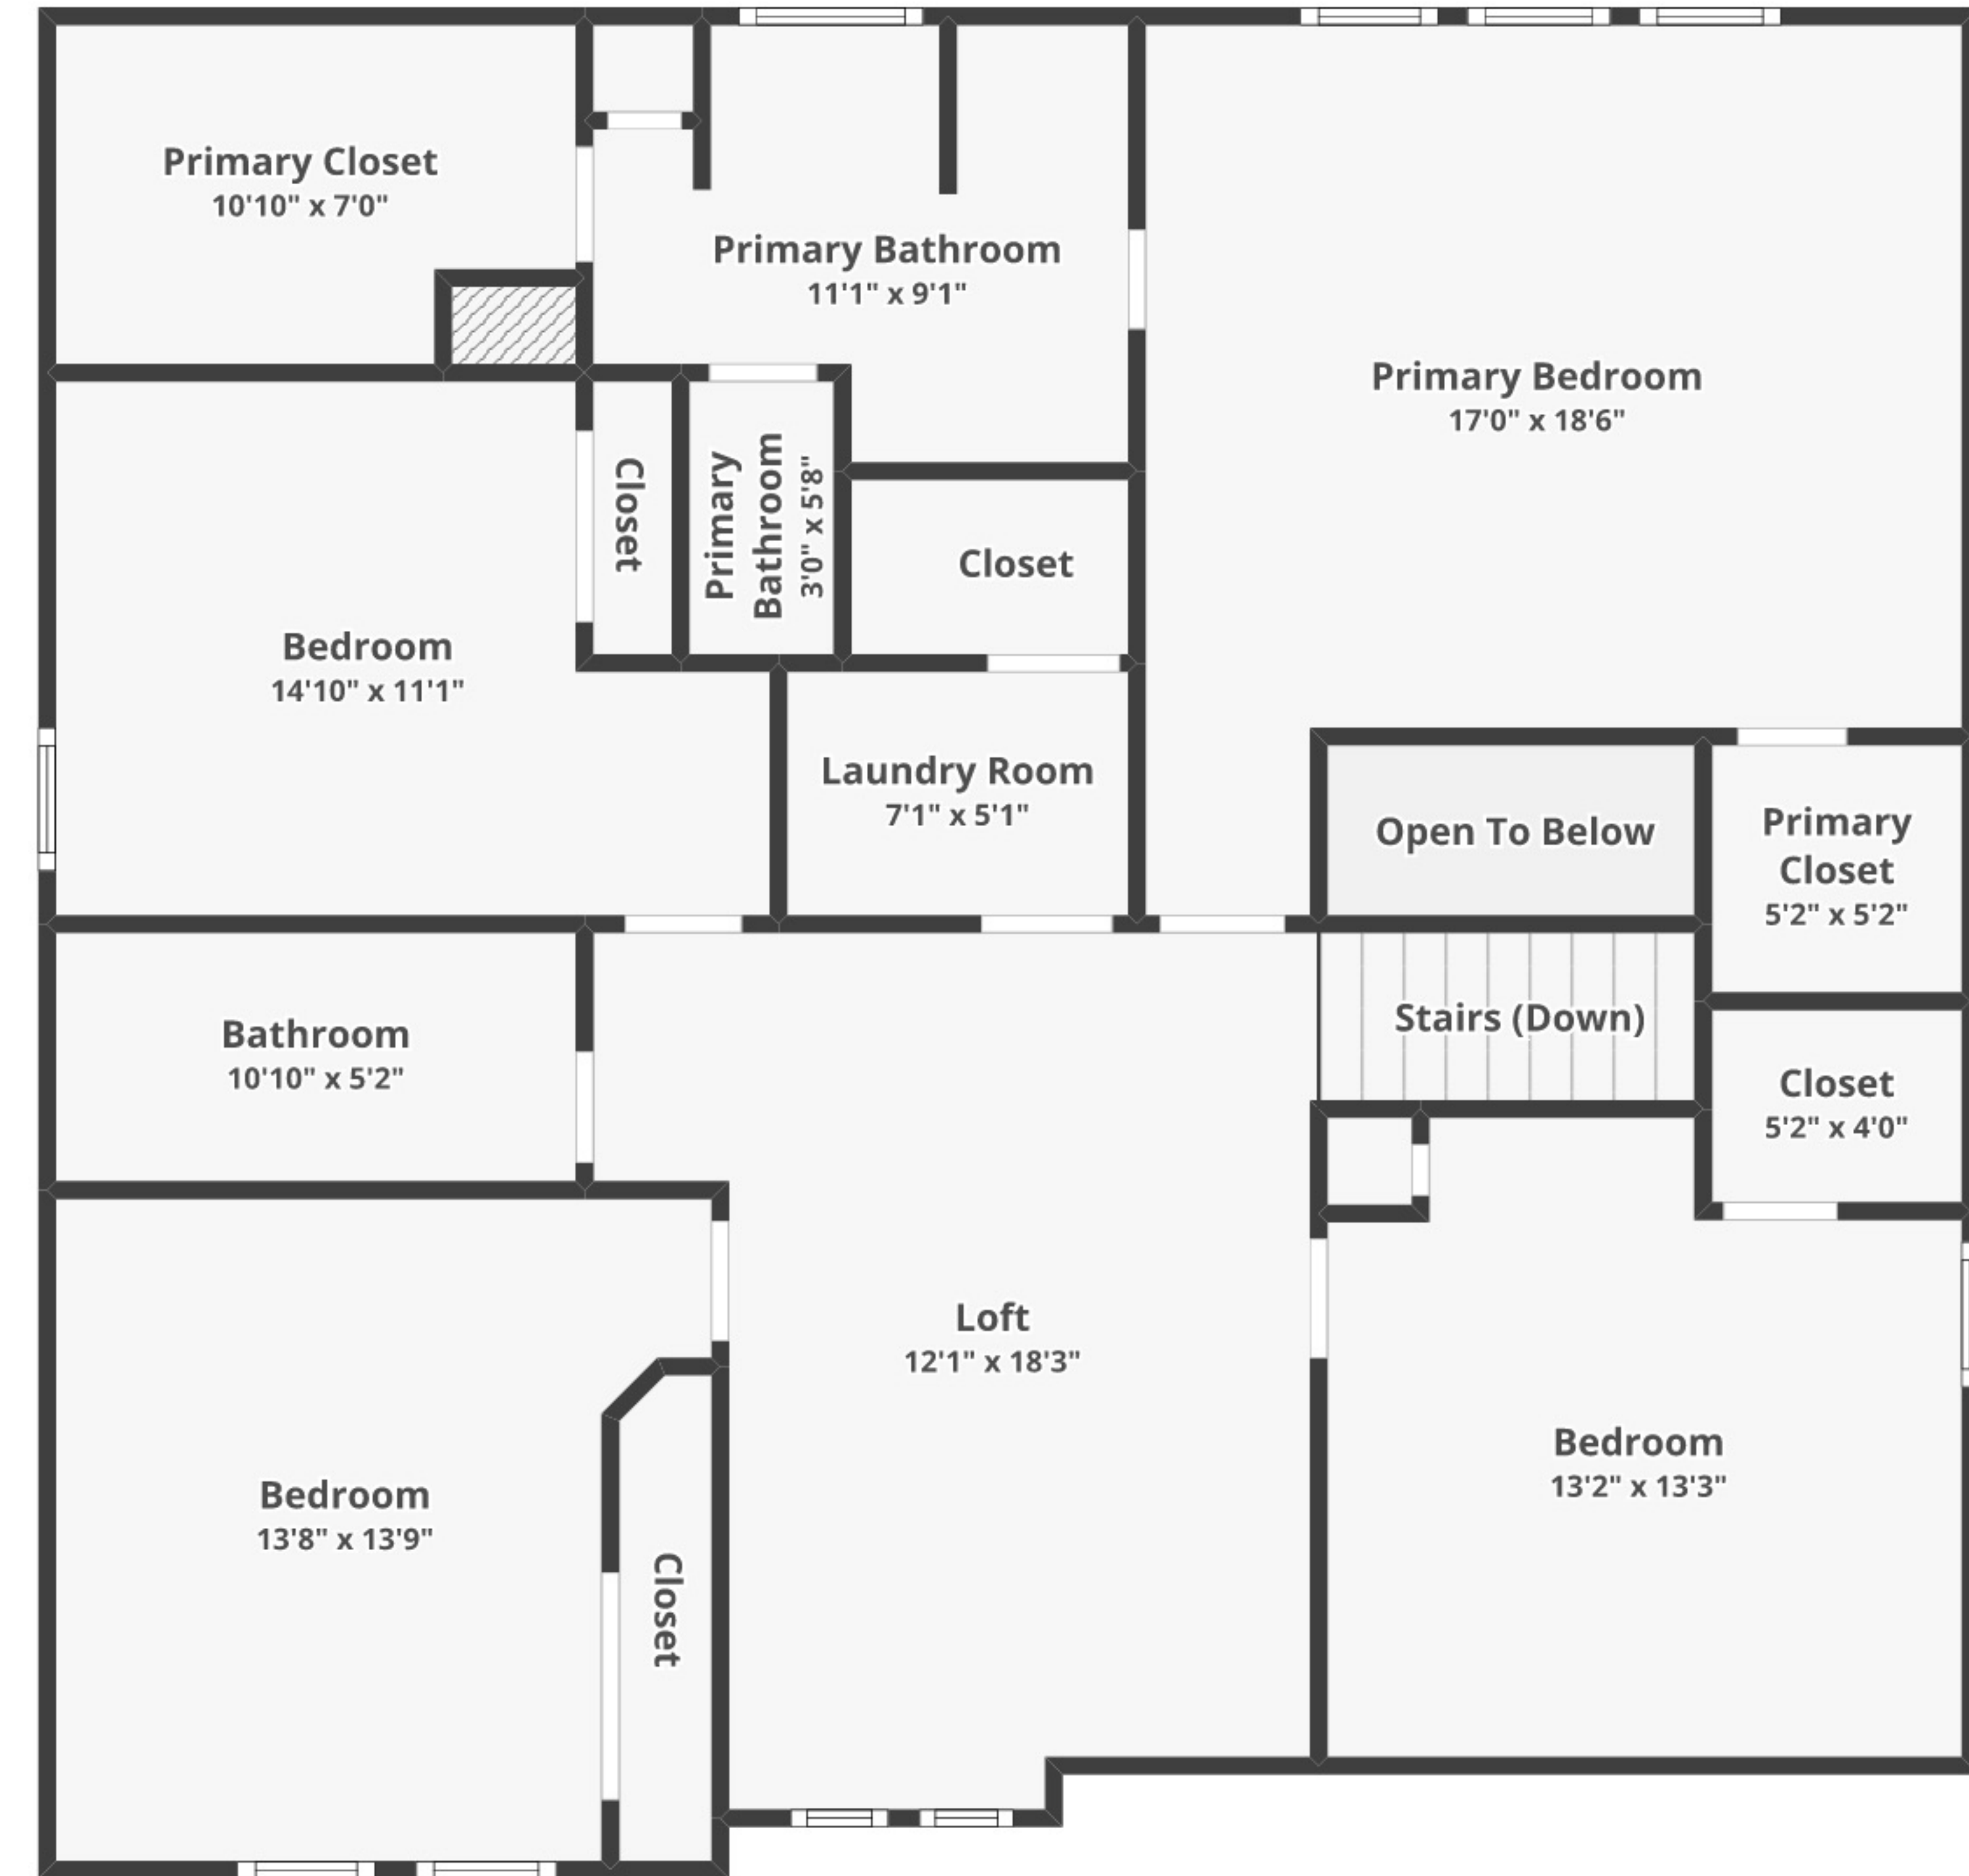 Primary Closet
10'10" x 7'0"
Primary Bathroom
11'1" x 9'1"
Primary Bedroom
17'0" x 18'6"
Closet
Primary
Bathroom
3'0" x 5'8"
Closet
Bedroom
14'10" x 11'1"
Laundry Room
7'1" x 5'1"
Open To Below
Primary
Closet
5'2" x 5'2"
Bathroom
10'10" x 5'2"
Stairs (Down)
Closet
5'2" x 4'0"
Loft
12'1" x 18'3"
Bedroom
13'2" x 13'3"
Bedroom
13'8" x 13'9"
Closet